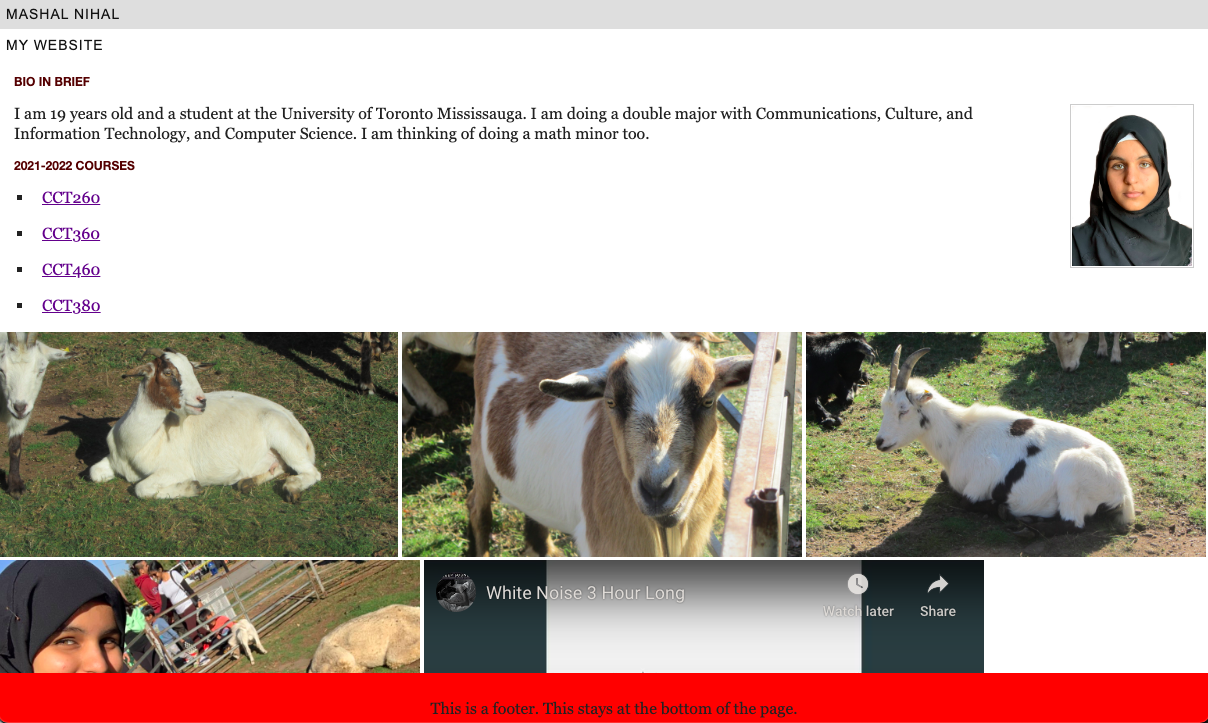 MASHAL NIHAL
MY WEBSITE
BIO IN BRIEF
I am 19 years old and a student at the University of Toronto Mississauga. I am doing a double major with Communications, Culture, and
Information Technology, and Computer Science. I am thinking of doing a math minor too.
2021-2022 COURSES
CCT260
CCT360
CCT460
CCT380
White Noise 3 Hour Long
Watch later
Share
This is a footer. This stays at the bottom of the page.